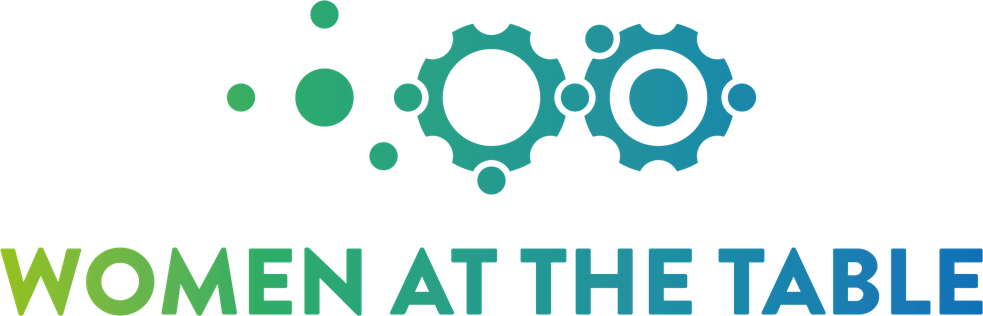 WOMEN AT THE TABLE